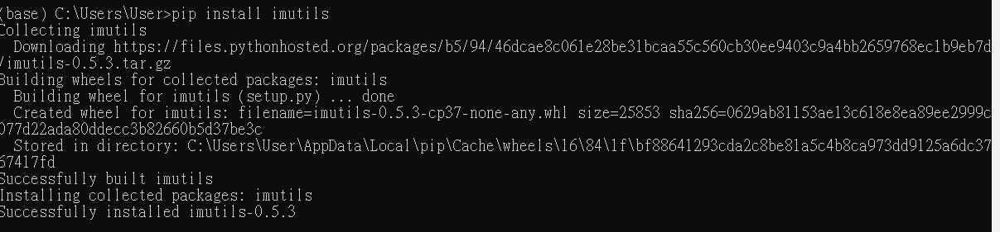 (base) C:\Users\User>pip install imutils
Collecting imutils
  Downloading https://files.pythonhosted.org/packages/b5/94/46dcae8c061e28be31bcaa55c560cb30ee9403c9a4bb2659768ec1b9eb7d
/imutils-0.5.3.tar.gz
Building wheels for collected packages: imutils
  Building wheel for imutils (setup.py) ... done
  Created wheel for imutils: filename=imutils-0.5.3-cp37-none-any.whl size=25853 sha256=0629ab81153ae13c618e8ea89ee2999c
077d22ada80ddecc3b82660b5d37be3c
  Stored in directory: C:\Users\User\AppData\Local\pip\Cache\wheels\16\84\1f\bf88641293cda2c8be81a5c4b8ca973dd9125a6dc37
67417fd
Successfully built imutils
Installing collected packages: imutils
Successfully installed imutils-0.5.3